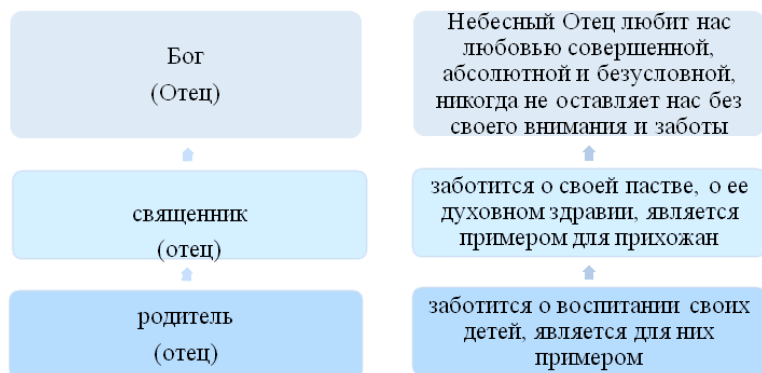 Бог
(Отец)
Небесный Отец любит нас
любовью совершенной,
абсолютной и безусловной,
никогда не оставляет нас без
своего внимания и заботы
священник
(отец)
заботится о своей пастве, о ее
духовном здравии, является
примером для прихожан
родитель
(отец)
заботится о воспитании своих
детей, является для них
примером